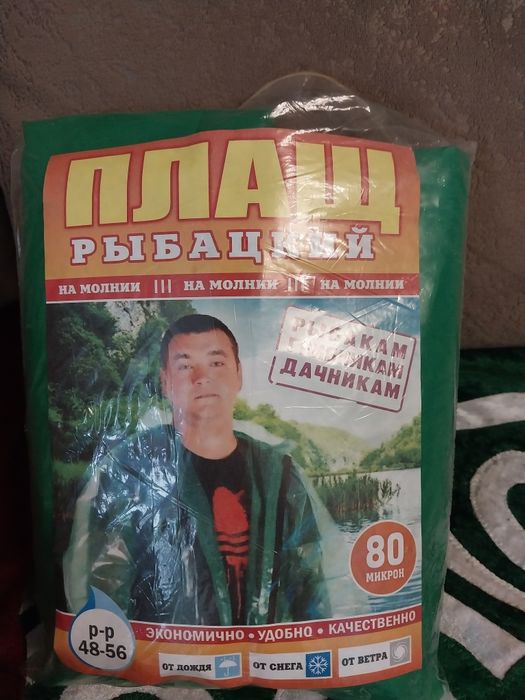 ПЛАЩ
РЫБАЦКИЙ
НА МОЛНИИ ||| НА МОЛНИИ ||| НА МОЛНИИ
РЫБАКАМ
ДАЧНИКАМ
80
МИКРОН
р-р
48-56
ЭКОНОМИЧНО • УДОБНО • КАЧЕСТВЕННО
ОТ ДОЖДЯ ОТ СНЕГА ОТ ВЕТРА